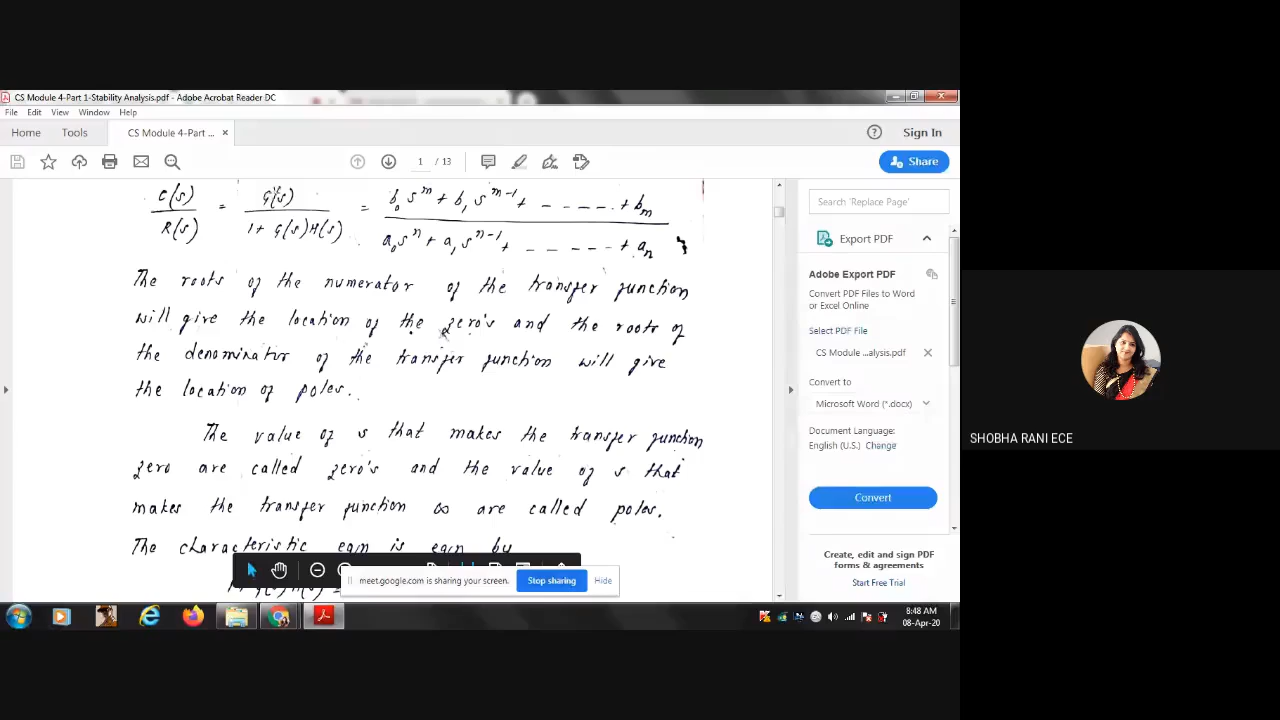 CS Module 4-Part 1-Stability Analysis.pdf - Adobe Acrobat Reader DC
File Edit View Window Help
Home Tools CS Module 4-Part ... × Sign In
1 / 13 Share
C(s) / R(s) = G(s) / 1 + G(s)H(s) = b₀ s^m + b₁ s^m-1 + - - - - - + b_m / a₀ s^n + a₁ s^n-1 + - - - - - + a_n
The roots of the numerator of the transfer function
will give the location of the zero's and the roots of
the denominator of the transfer function will give
the location of poles.
The value of s that makes the transfer function
zero are called zero's and the value of s that
makes the transfer function ∞ are called poles.
The characteristic eqn is eqn by
meet.google.com is sharing your screen. Stop sharing Hide
Search 'Replace Page'
Export PDF
Adobe Export PDF
Convert PDF Files to Word
or Excel Online
Select PDF File
CS Module ...alysis.pdf ×
Convert to
Microsoft Word (*.docx)
Document Language:
English (U.S.) Change
Convert
Create, edit and sign PDF
forms & agreements
Start Free Trial
8:48 AM
08-Apr-20
SHOBHA RANI ECE